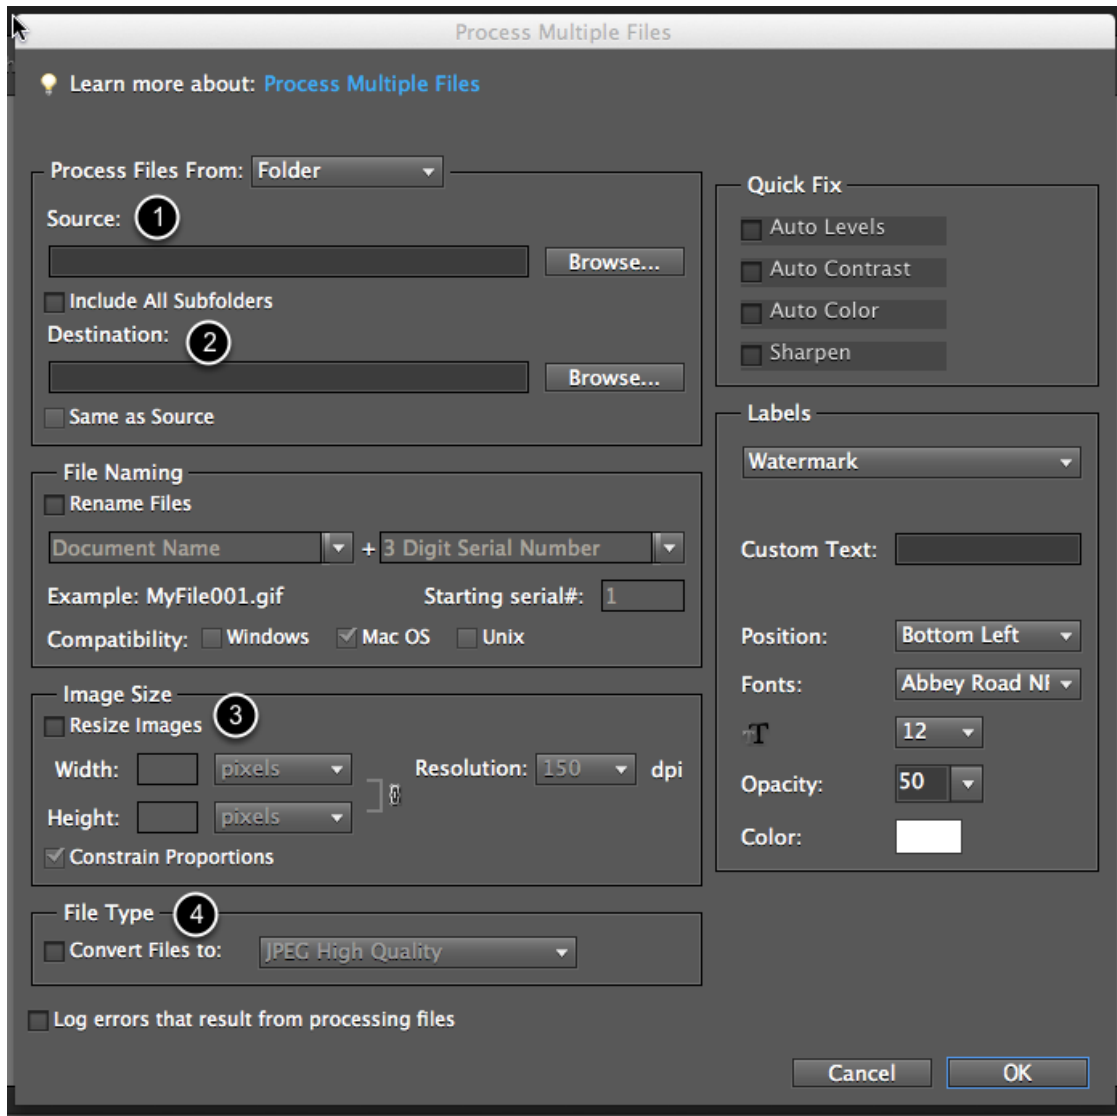 Process Multiple Files
Learn more about: Process Multiple Files
Process Files From: Folder
Source: 1
Browse...
Include All Subfolders
Destination: 2
Browse...
Same as Source
File Naming
Rename Files
Document Name + 3 Digit Serial Number
Example: MyFile001.gif Starting serial#: 1
Compatibility: Windows Mac OS Unix
Image Size
Resize Images 3
Width: pixels Resolution: 150 dpi
Height: pixels
Constrain Proportions
File Type 4
Convert Files to: JPEG High Quality
Log errors that result from processing files
Quick Fix
Auto Levels
Auto Contrast
Auto Color
Sharpen
Labels
Watermark
Custom Text:
Position: Bottom Left
Fonts: Abbey Road
T 12
Opacity: 50
Color:
Cancel OK